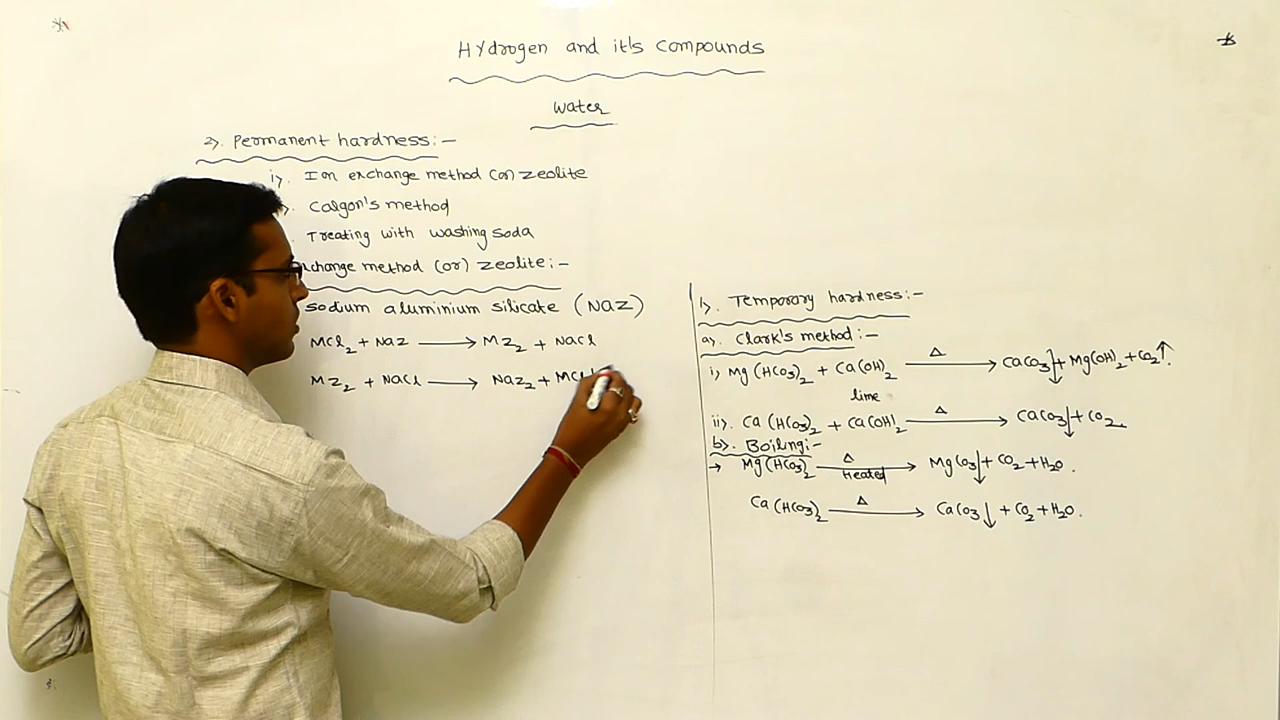 Hydrogen and it's compounds
Water
2). Permanent hardness:-
i). Ion exchange method (or) zeolite
). Calgon's method
. Treating with washing soda
change method (or) zeolite:-
sodium aluminium silicate (NaZ)
MCl₂ + NaZ ⟶ MZ₂ + NaCl
MZ₂ + NaCl ⟶ NaZ₂ + MCl
1). Temporary hardness:-
a). Clark's method:-
i) Mg(HCO₃)₂ + Ca(OH)₂ Δ⟶ CaCO₃↓ + Mg(OH)₂ + CO₂↑.
lime
ii). Ca(HCO₃)₂ + Ca(OH)₂ Δ⟶ CaCO₃↓ + CO₂
b). Boiling:-
→ Mg(HCO₃)₂ Δ⟶ MgCO₃↓ + CO₂ + H₂O.
Heated
Ca(HCO₃)₂ Δ⟶ CaCO₃↓ + CO₂ + H₂O.